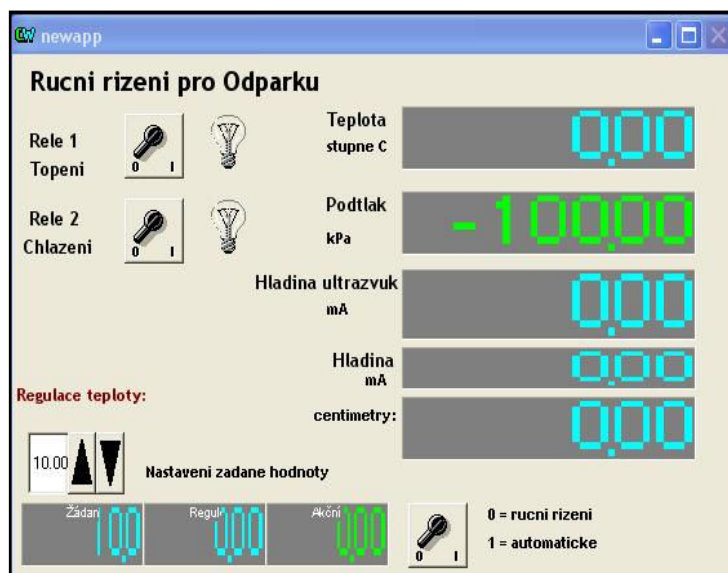 newapp
Rucni rizeni pro Odparku
Rele 1
Topeni
0 I
Teplota
stupne C
0,00
Rele 2
Chlazeni
0 I
Podtlak
kPa
-100,00
Hladina ultrazvuk
mA
0,00
Hladina
mA
0,00
centimetry:
0,00
Regulace teploty:
10.00
Nastaveni zadane hodnoty
Žádan
10,0
Regul
0,00
Akční
0,00
0 I
0 = rucni rizeni
1 = automaticke